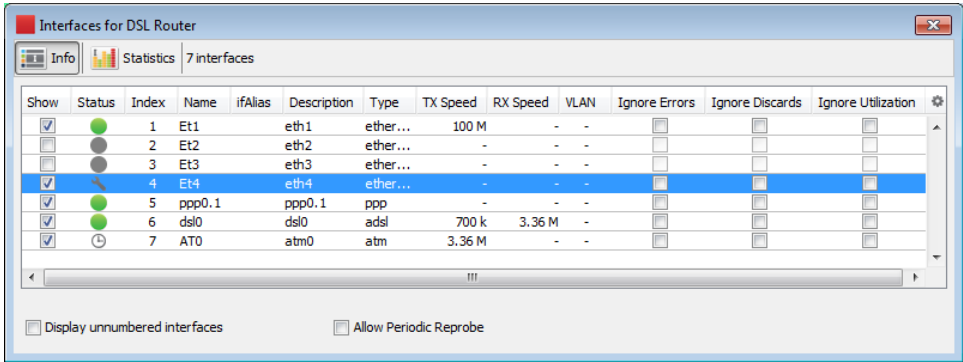 Interfaces for DSL Router
Info Statistics 7 interfaces
Show Status Index Name ifAlias Description Type TX Speed RX Speed VLAN Ignore Errors Ignore Discards Ignore Utilization
1 Et1 eth1 ether... 100 M - -
2 Et2 eth2 ether... - - -
3 Et3 eth3 ether... - - -
4 Et4 eth4 ether... - - -
5 ppp0.1 ppp0.1 ppp - - -
6 dsl0 dsl0 adsl 700 k 3.36 M -
7 AT0 atm0 atm 3.36 M - -
Display unnumbered interfaces Allow Periodic Reprobe